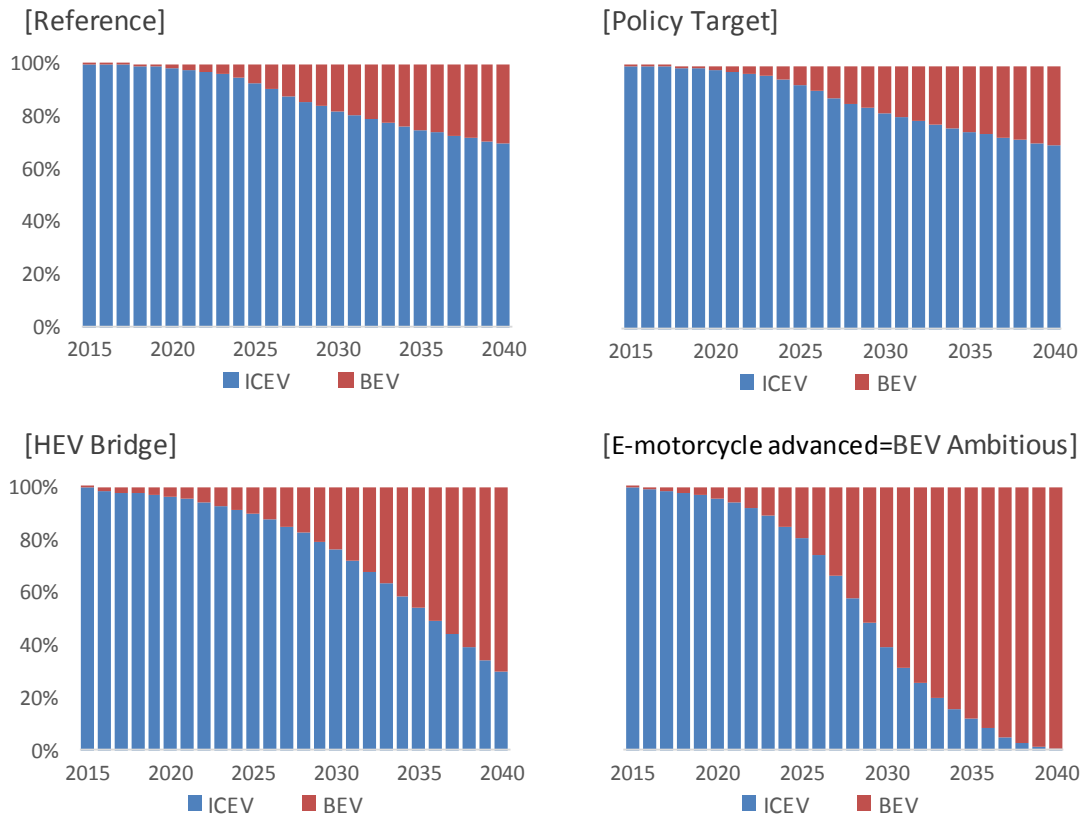 [Reference]
100%
80%
60%
40%
20%
0%
2015 2020 2025 2030 2035 2040
ICEV BEV
[Policy Target]
2015 2020 2025 2030 2035 2040
ICEV BEV
[HEV Bridge]
100%
80%
60%
40%
20%
0%
2015 2020 2025 2030 2035 2040
ICEV BEV
[E-motorcycle advanced=BEV Ambitious]
2015 2020 2025 2030 2035 2040
ICEV BEV